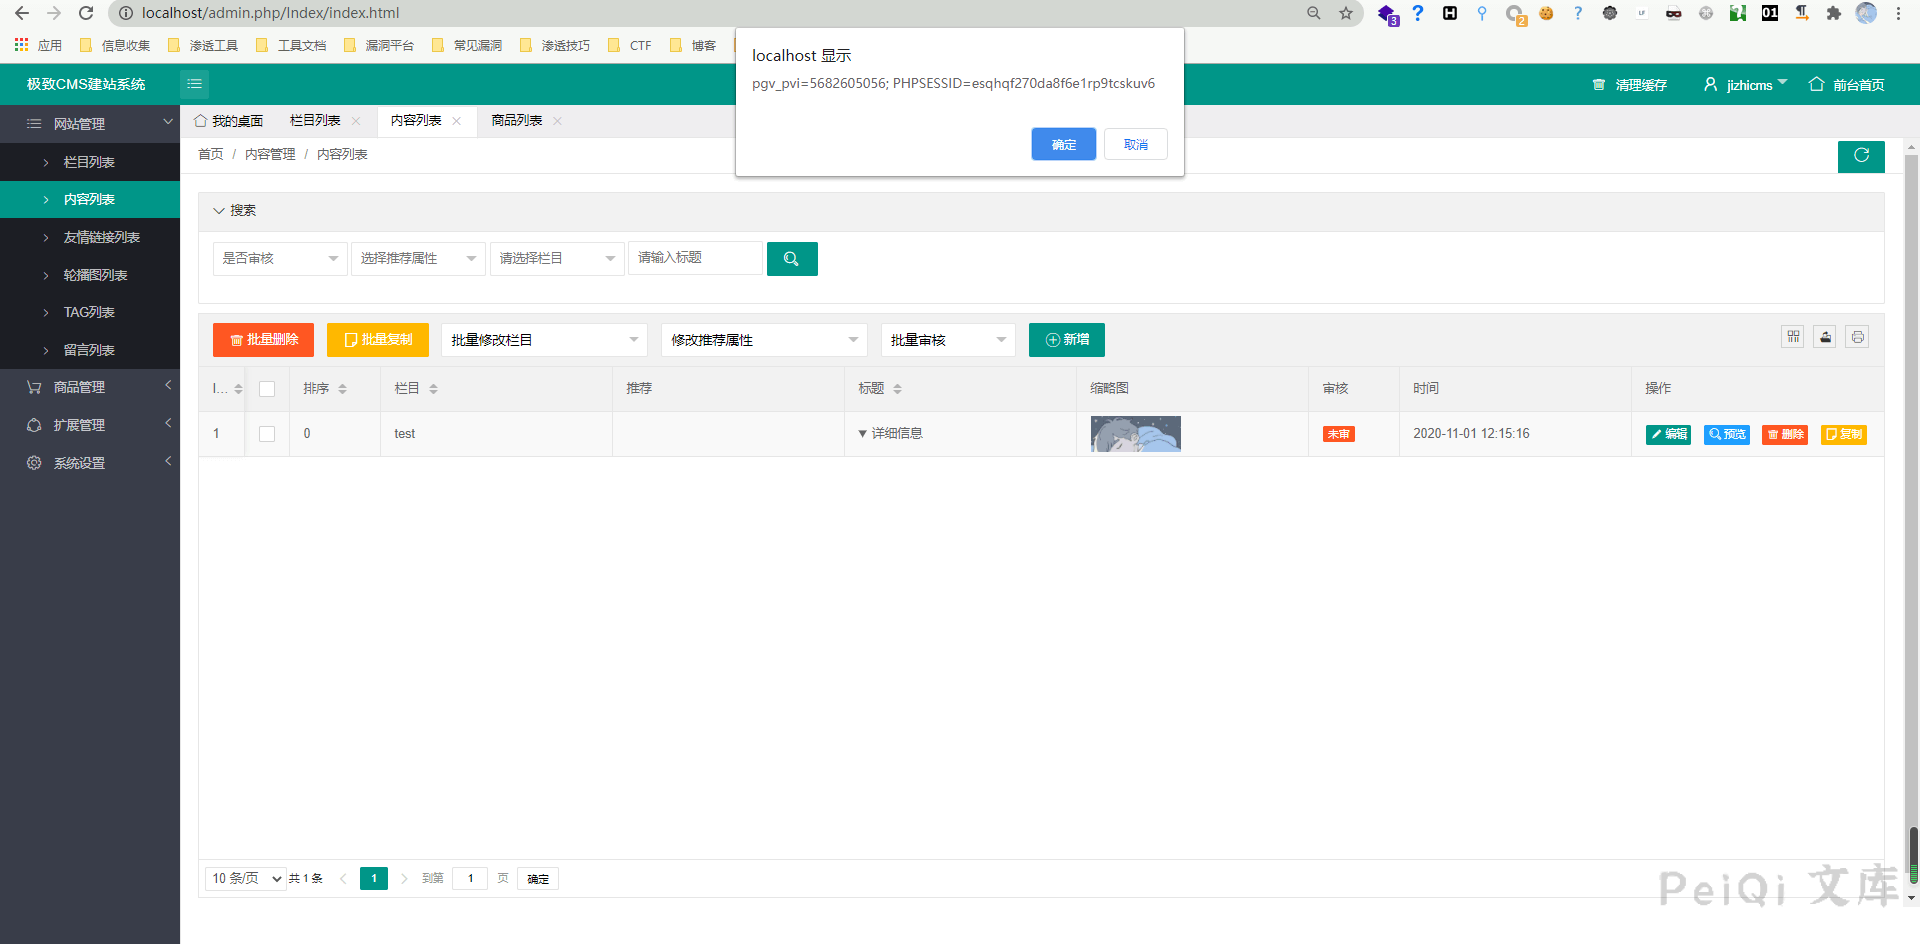 localhost/admin.php/Index/index.html
3
2
LF
01
应用 信息收集 渗透工具 工具文档 漏洞平台 常见漏洞 渗透技巧 CTF 博客
localhost 显示
pgv_pvi=5682605056; PHPSESSID=esqhqf270da8f6e1rp9tcskuv6
确定 取消
极致CMS建站系统
清理缓存 jizhicms 前台首页
网站管理
栏目列表
内容列表
友情链接列表
轮播图列表
TAG列表
留言列表
商品管理
扩展管理
系统设置
我的桌面 栏目列表 内容列表 商品列表
首页 / 内容管理 / 内容列表
搜索
是否审核 选择推荐属性 请选择栏目 请输入标题
批量删除 批量复制 批量修改栏目 修改推荐属性 批量审核 新增
I... 排序 栏目 推荐 标题 缩略图 审核 时间 操作
1 0 test ▼ 详细信息 未审 2020-11-01 12:15:16 编辑 预览 删除 复制
10 条/页 共 1 条 1 到第 1 页 确定
PeiQi 文库